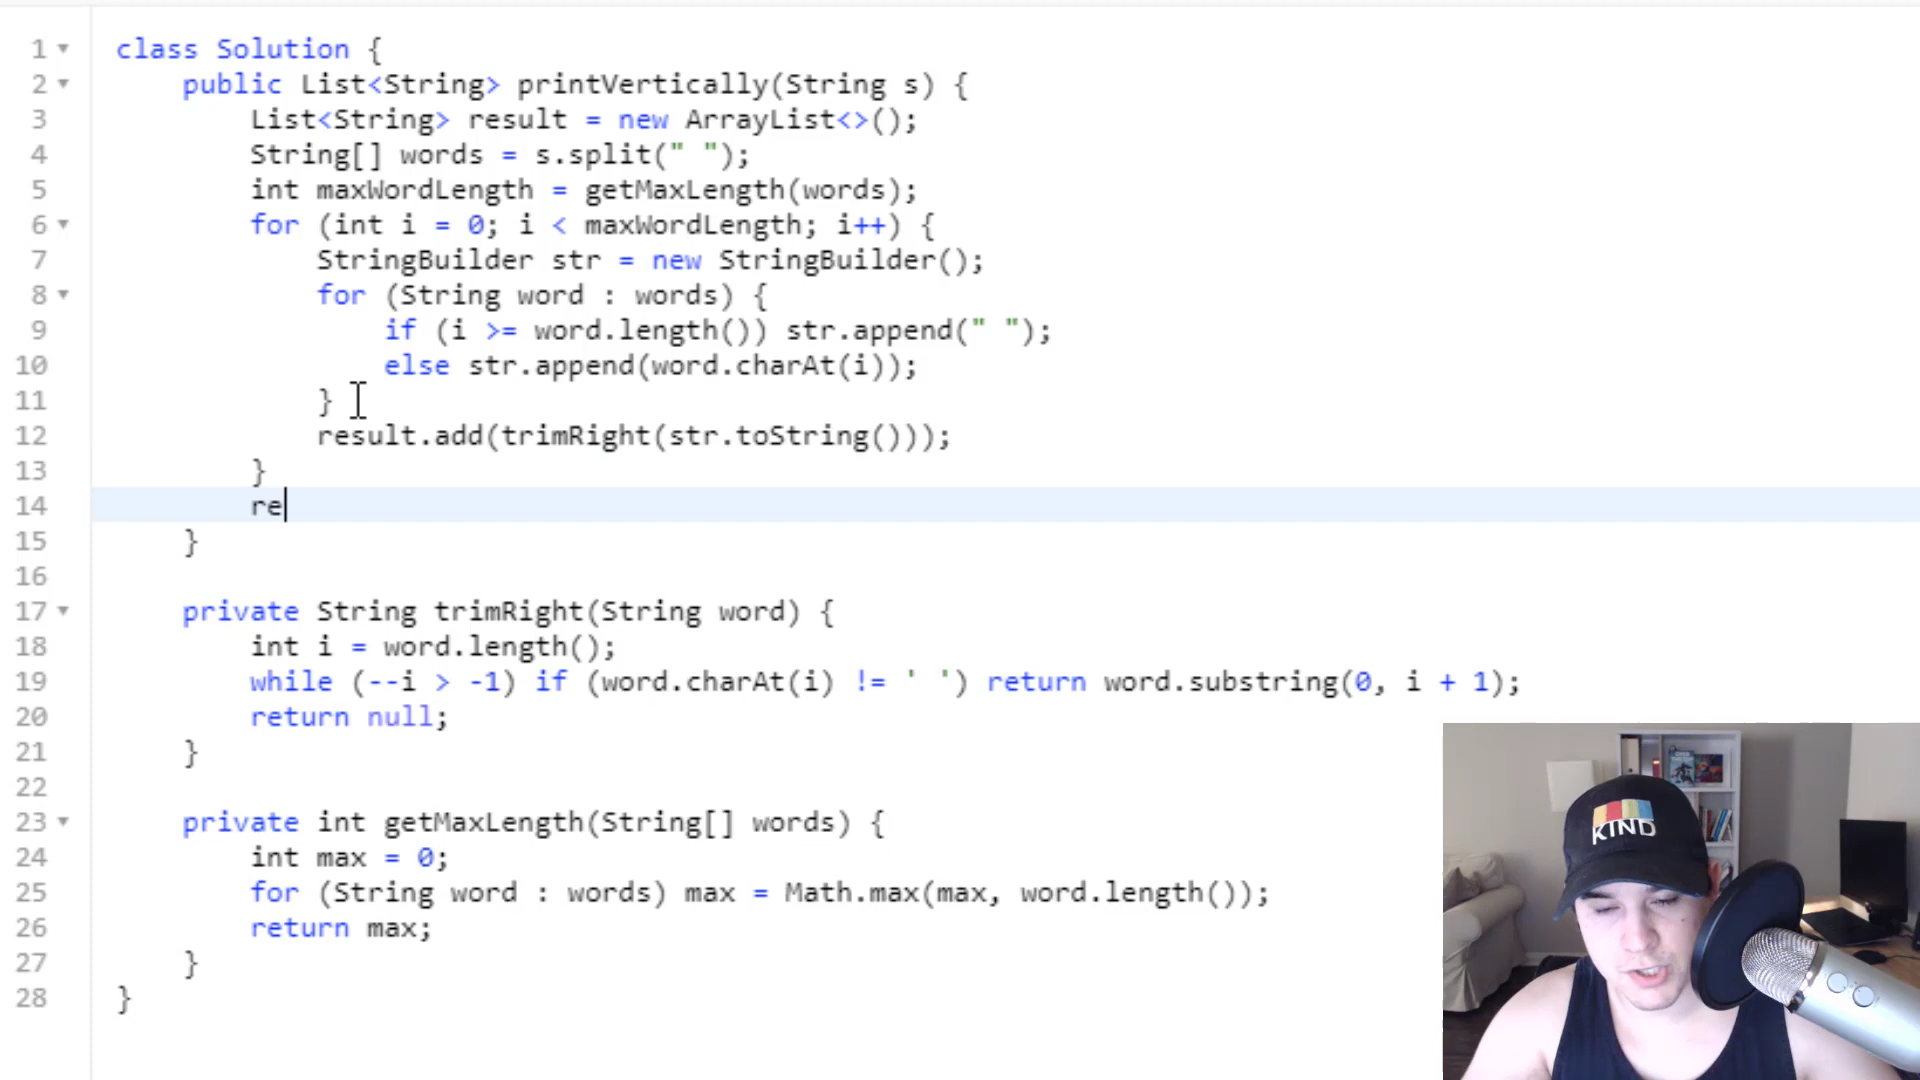 1 class Solution {
2 public List<String> printVertically(String s) {
3 List<String> result = new ArrayList<>();
4 String[] words = s.split(" ");
5 int maxWordLength = getMaxLength(words);
6 for (int i = 0; i < maxWordLength; i++) {
7 StringBuilder str = new StringBuilder();
8 for (String word : words) {
9 if (i >= word.length()) str.append(" ");
10 else str.append(word.charAt(i));
11 }
12 result.add(trimRight(str.toString()));
13 }
14 re
15 }
16
17 private String trimRight(String word) {
18 int i = word.length();
19 while (--i > -1) if (word.charAt(i) != ' ') return word.substring(0, i + 1);
20 return null;
21 }
22
23 private int getMaxLength(String[] words) {
24 int max = 0;
25 for (String word : words) max = Math.max(max, word.length());
26 return max;
27 }
28 }
KIND